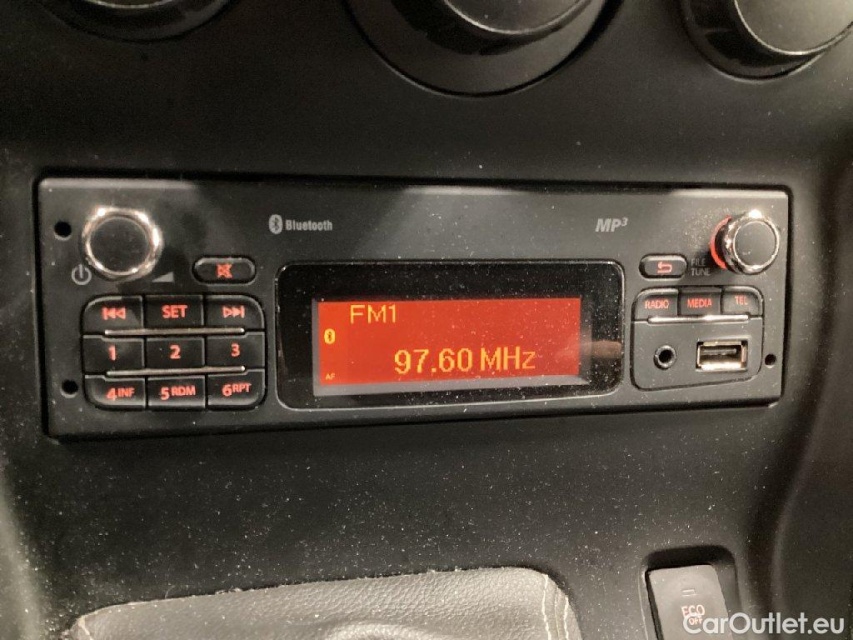 Bluetooth
MP3
FILE
TUNE
SET
1 2 3
4INF 5RDM 6RPT
FM1
97.60 MHz
AF
RADIO MEDIA TEL
ECO
OFF
CarOutlet.eu